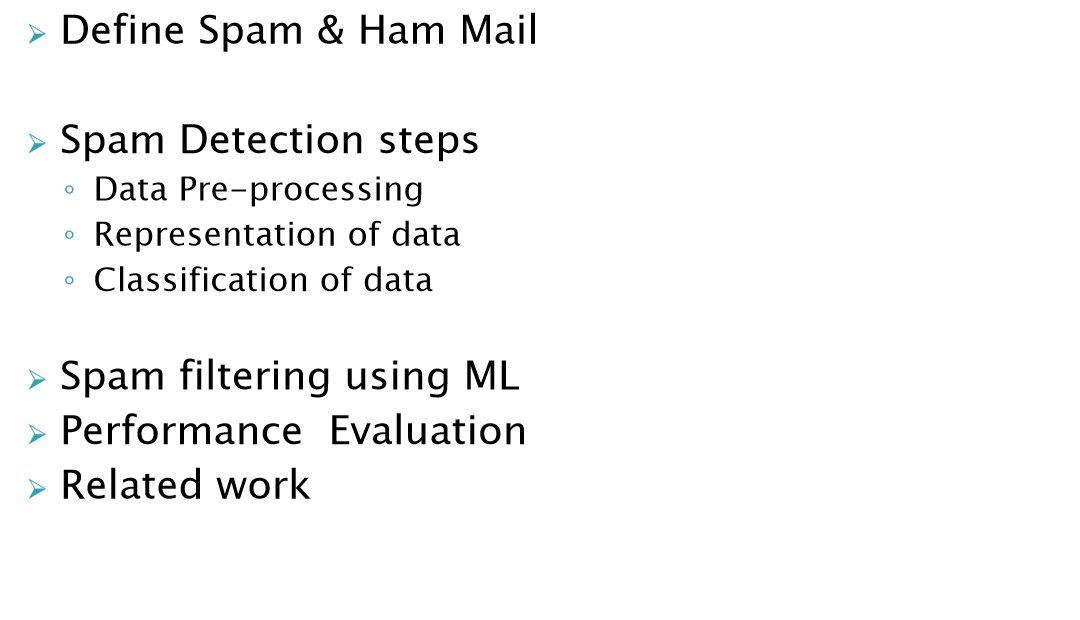 Define Spam & Ham Mail
Spam Detection steps
Data Pre-processing
Representation of data
Classification of data
Spam filtering using ML
Performance  Evaluation
Related work